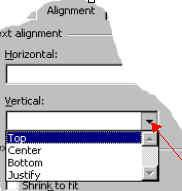 Alignment
ext alignment
Horizontal:
Vertical:
Top
Center
Bottom
Justify
Shrink to fit